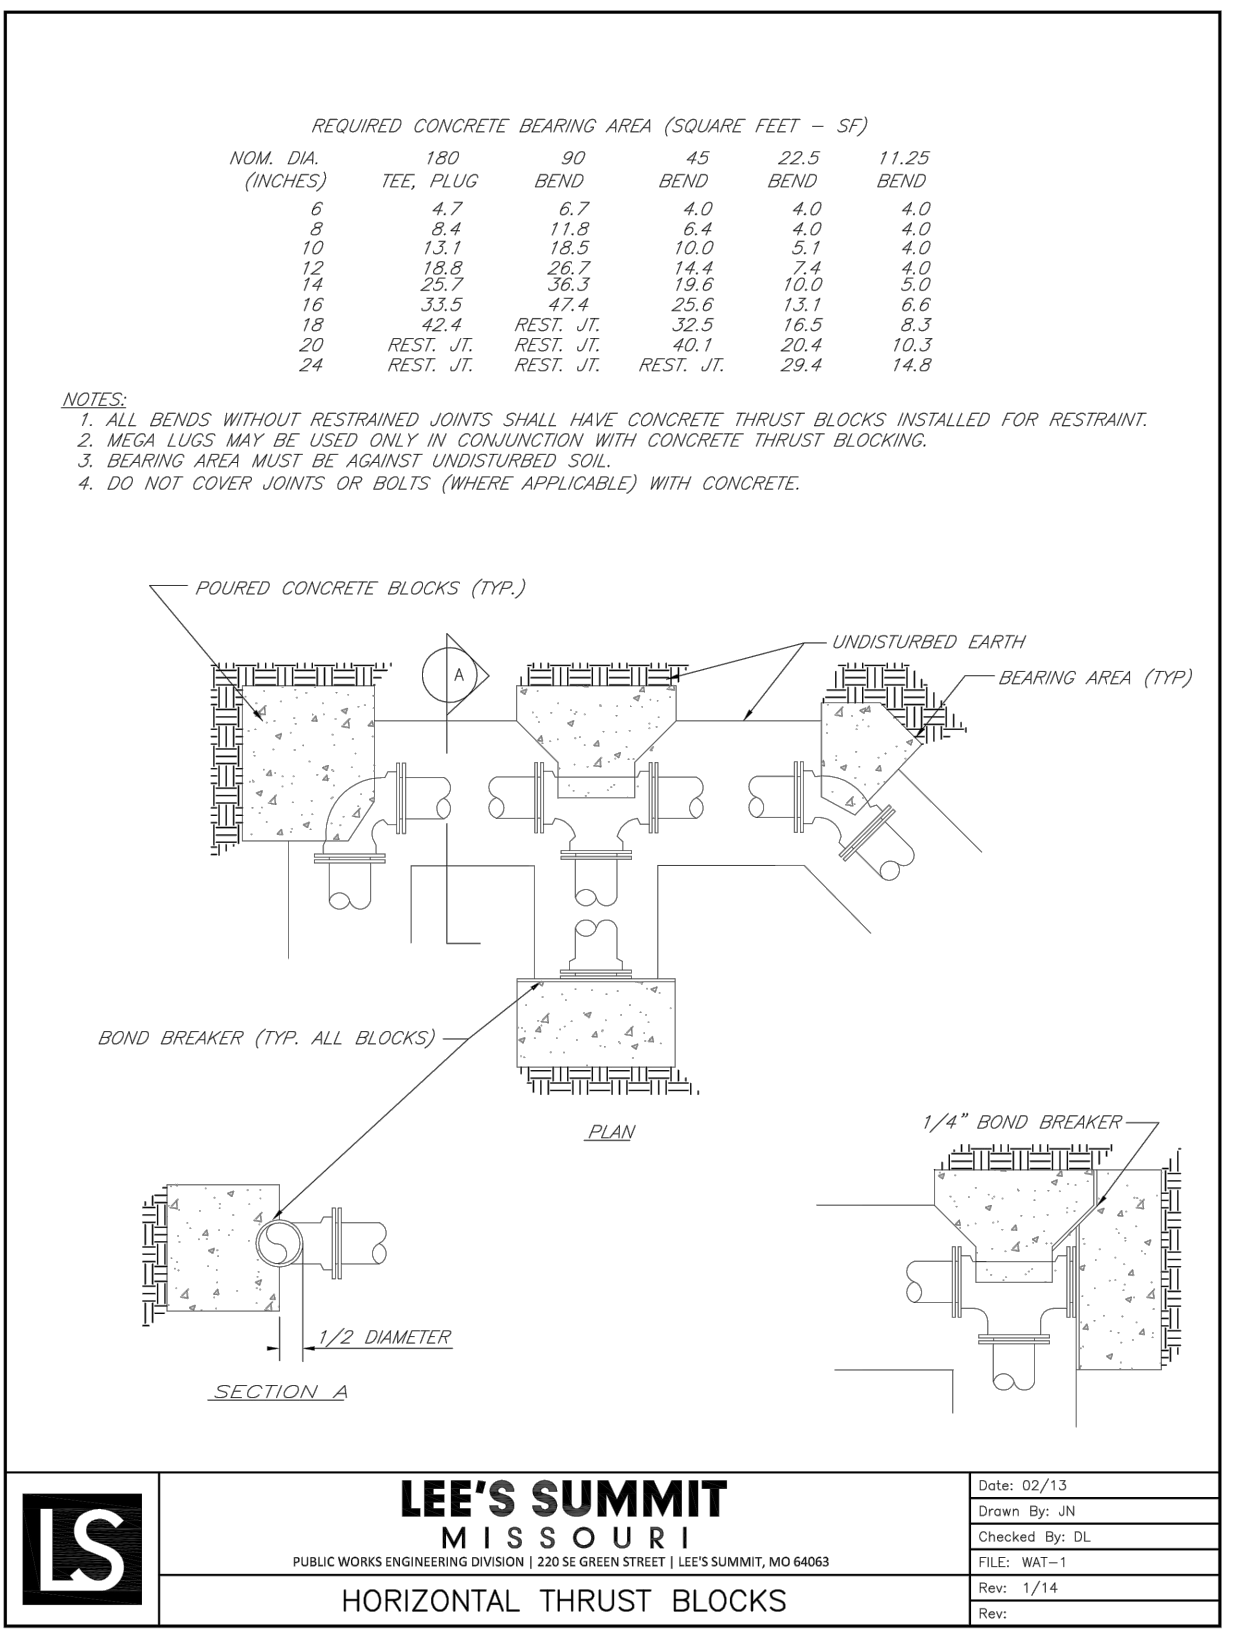 REQUIRED CONCRETE BEARING AREA (SQUARE FEET - SF)
NOM. DIA. 180 90 45 22.5 11.25
(INCHES) TEE, PLUG BEND BEND BEND BEND
6 4.7 6.7 4.0 4.0 4.0
8 8.4 11.8 6.4 4.0 4.0
10 13.1 18.5 10.0 5.1 4.0
12 18.8 26.7 14.4 7.4 4.0
14 25.7 36.3 19.6 10.0 5.0
16 33.5 47.4 25.6 13.1 6.6
18 42.4 REST. JT. 32.5 16.5 8.3
20 REST. JT. REST. JT. 40.1 20.4 10.3
24 REST. JT. REST. JT. REST. JT. 29.4 14.8
NOTES:
1. ALL BENDS WITHOUT RESTRAINED JOINTS SHALL HAVE CONCRETE THRUST BLOCKS INSTALLED FOR RESTRAINT.
2. MEGA LUGS MAY BE USED ONLY IN CONJUNCTION WITH CONCRETE THRUST BLOCKING.
3. BEARING AREA MUST BE AGAINST UNDISTURBED SOIL.
4. DO NOT COVER JOINTS OR BOLTS (WHERE APPLICABLE) WITH CONCRETE.
POURED CONCRETE BLOCKS (TYP.)
UNDISTURBED EARTH
A
BEARING AREA (TYP)
BOND BREAKER (TYP. ALL BLOCKS)
PLAN
1/4" BOND BREAKER
1/2 DIAMETER
SECTION A
LS
LEE'S SUMMIT
MISSOURI
PUBLIC WORKS ENGINEERING DIVISION | 220 SE GREEN STREET | LEE'S SUMMIT, MO 64063
HORIZONTAL THRUST BLOCKS
Date: 02/13
Drawn By: JN
Checked By: DL
FILE: WAT-1
Rev: 1/14
Rev: